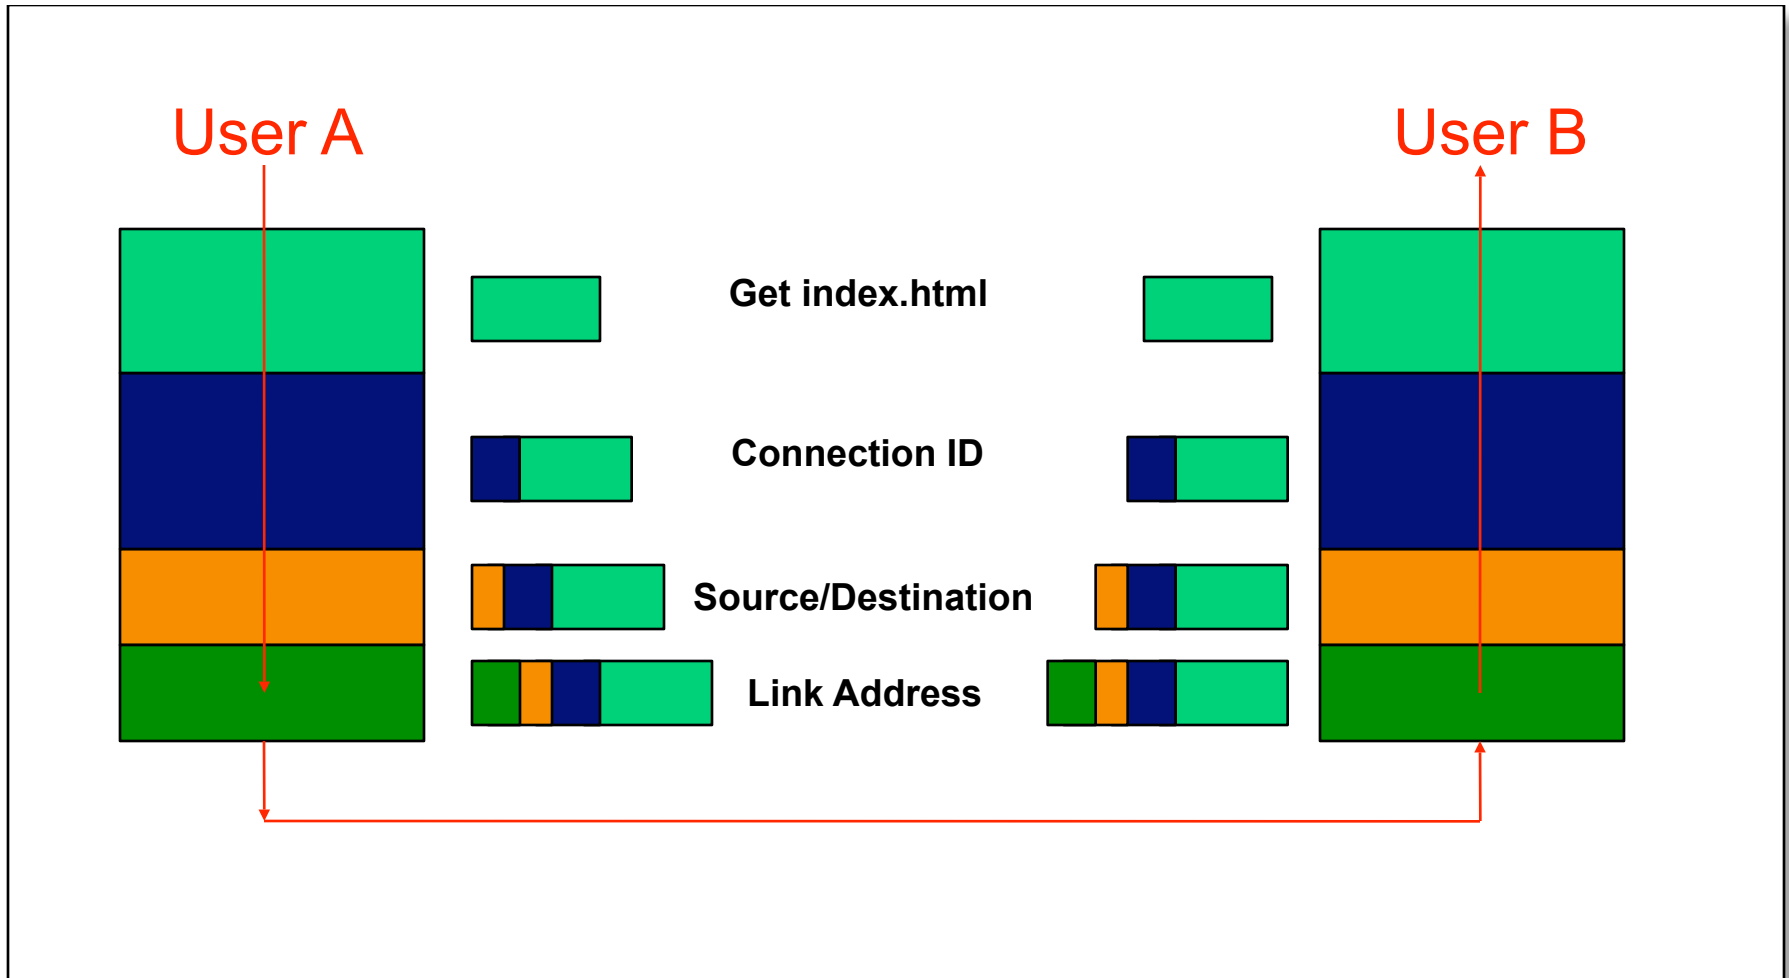 User A
User B
Get index.html
Connection ID
Source/Destination
Link Address